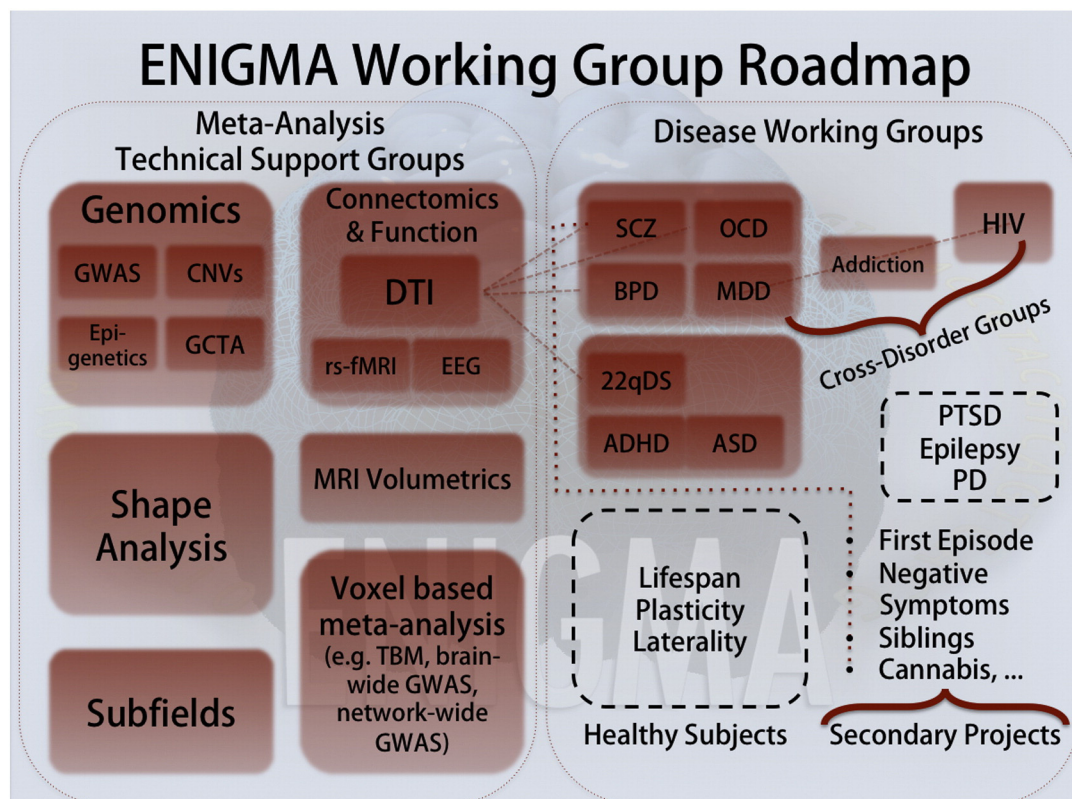 ENIGMA Working Group Roadmap
Meta-Analysis
Technical Support Groups
Genomics
GWAS
CNVs
Epi-
genetics
GCTA
Connectomics
& Function
DTI
rs-fMRI
EEG
Shape
Analysis
MRI Volumetrics
Subfields
Voxel based
meta-analysis
(e.g. TBM, brain-
wide GWAS,
network-wide
GWAS)
Disease Working Groups
SCZ
OCD
BPD
MDD
Addiction
HIV
Cross-Disorder Groups
22qDS
ADHD
ASD
PTSD
Epilepsy
PD
Lifespan
Plasticity
Laterality
Healthy Subjects
• First Episode
• Negative
Symptoms
• Siblings
• Cannabis, ...
Secondary Projects
ENIGMA